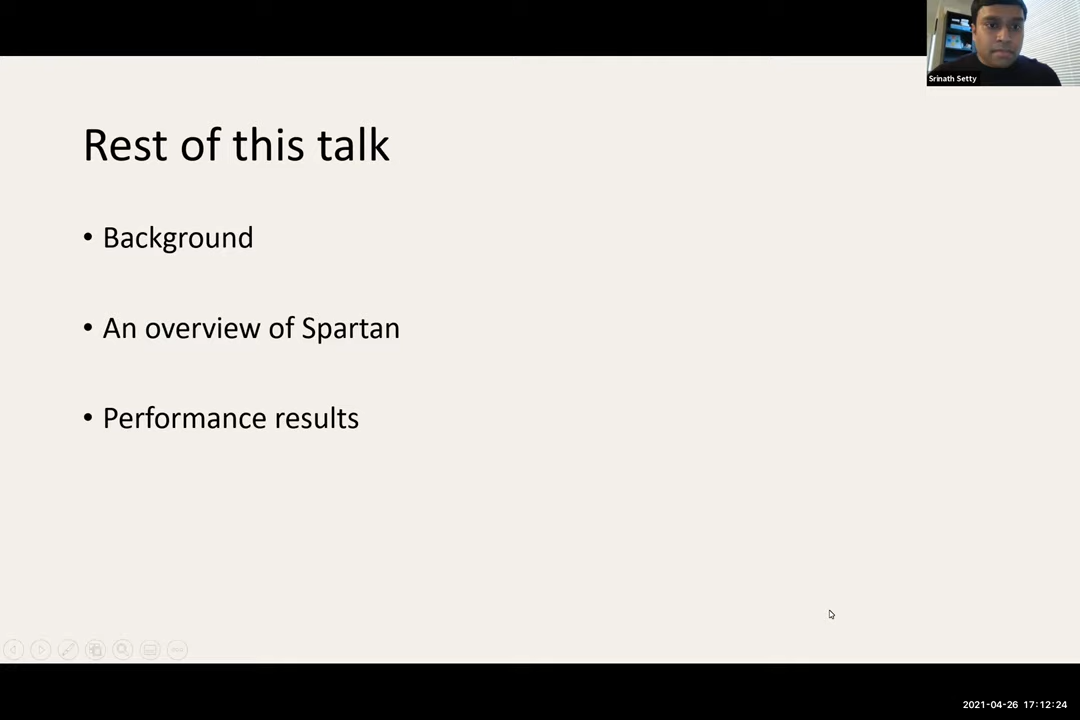 Srinath Setty
Rest of this talk
• Background
• An overview of Spartan
• Performance results
2021-04-26 17:12:24